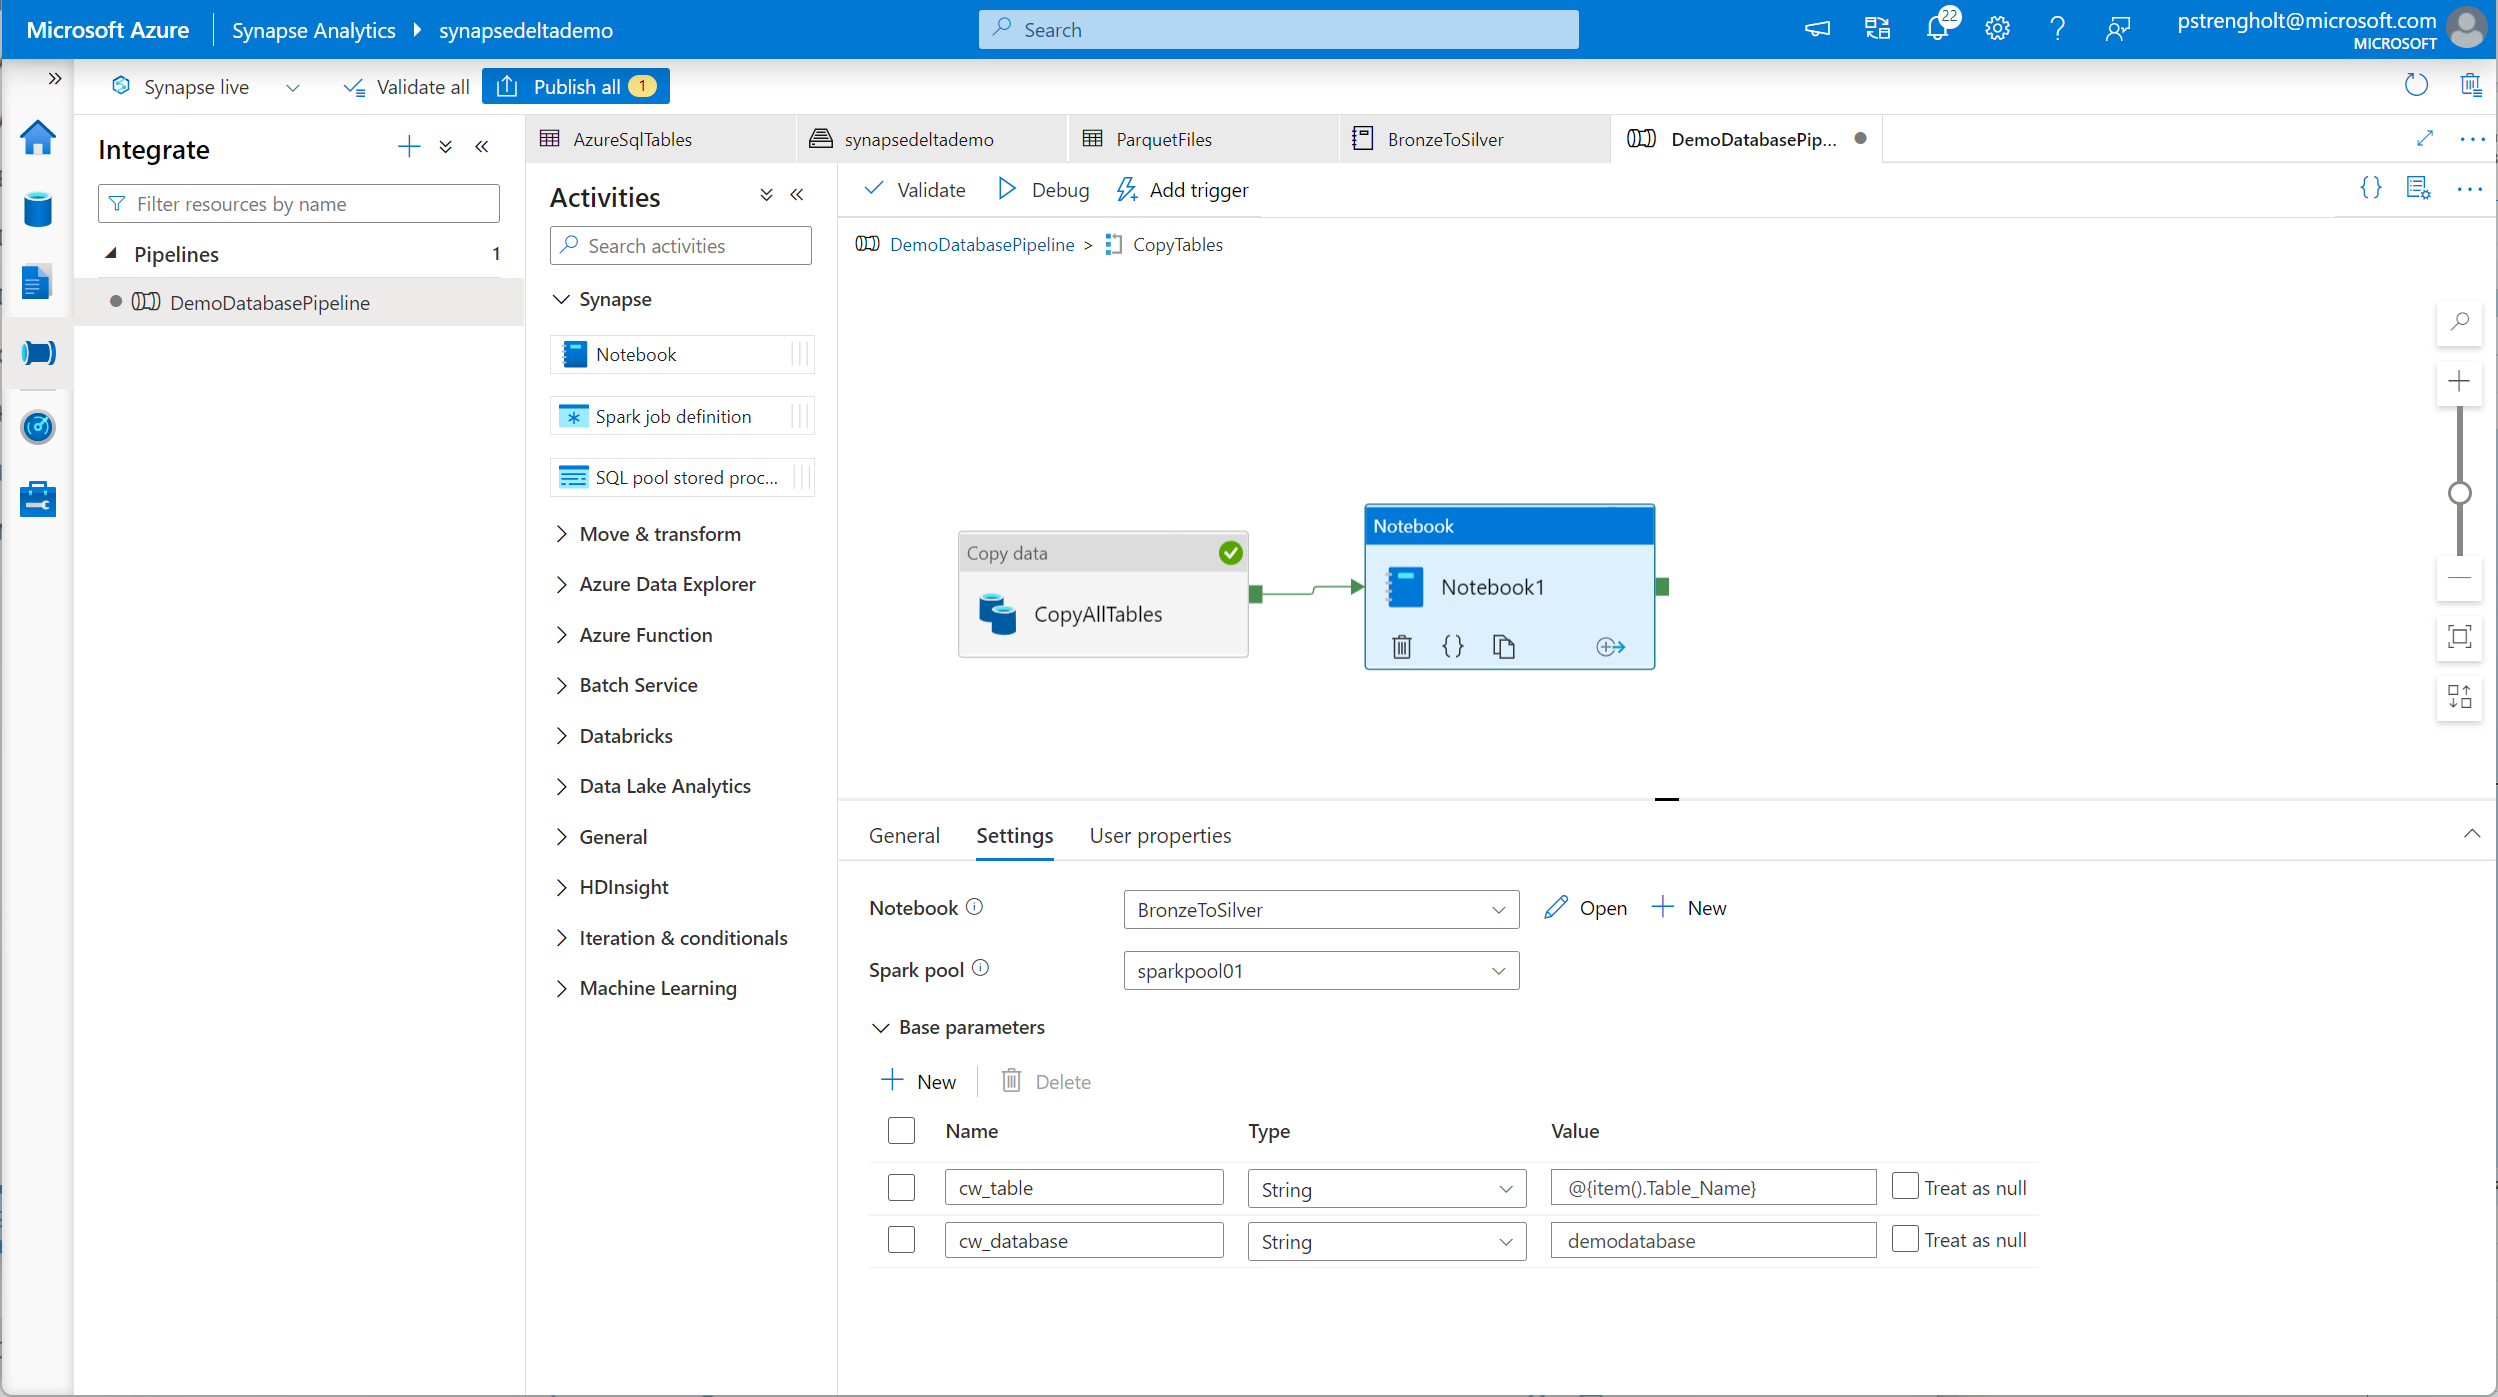 Microsoft Azure
Synapse Analytics
synapsedeltademo
Search
22
pstrengholt@microsoft.com
MICROSOFT
Synapse live
Validate all
Publish all 1
Integrate
Filter resources by name
Pipelines 1
DemoDatabasePipeline
AzureSqlTables
synapsedeltademo
ParquetFiles
BronzeToSilver
DemoDatabasePip...
Activities
Search activities
Synapse
Notebook
Spark job definition
SQL pool stored proc...
Move & transform
Azure Data Explorer
Azure Function
Batch Service
Databricks
Data Lake Analytics
General
HDInsight
Iteration & conditionals
Machine Learning
Validate
Debug
Add trigger
DemoDatabasePipeline > CopyTables
Copy data
CopyAllTables
Notebook
Notebook1
General
Settings
User properties
Notebook
BronzeToSilver
Open
New
Spark pool
sparkpool01
Base parameters
New
Delete
Name Type Value
cw_table String @{item().Table_Name} Treat as null
cw_database String demodatabase Treat as null